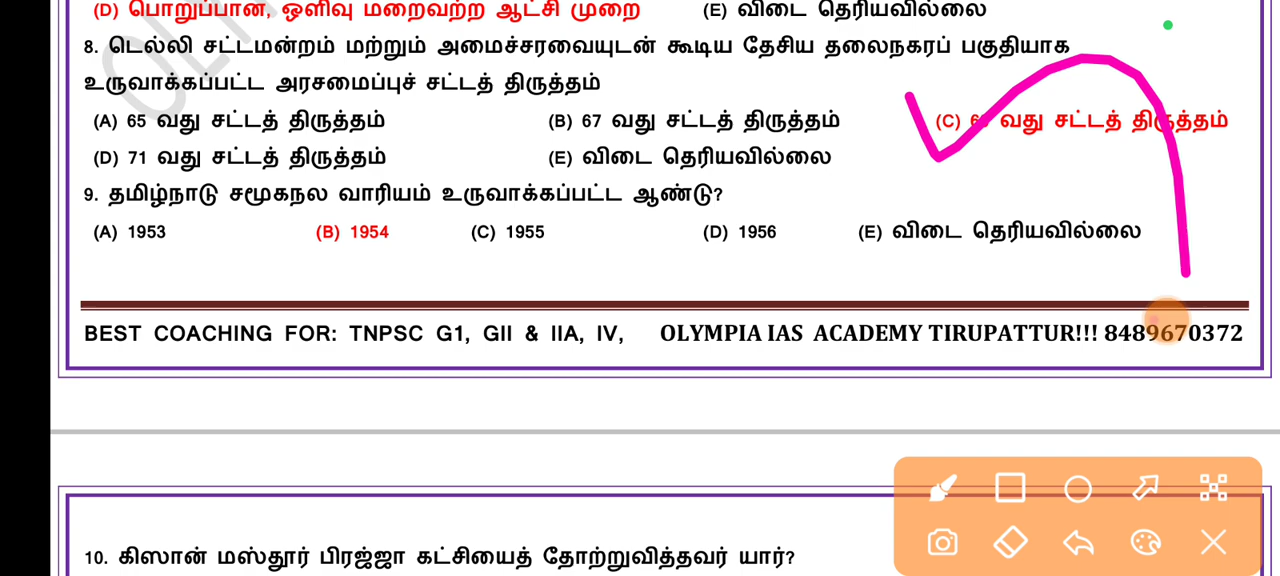 (D) பொறுப்பான, ஒளிவு மறைவற்ற ஆட்சி முறை (E) விடை தெரியவில்லை
8. டெல்லி சட்டமன்றம் மற்றும் அமைச்சரவையுடன் கூடிய தேசிய தலைநகரப் பகுதியாக
உருவாக்கப்பட்ட அரசமைப்புச் சட்டத் திருத்தம்
(A) 65 வது சட்டத் திருத்தம் (B) 67 வது சட்டத் திருத்தம் (C) வது சட்டத் திருத்தம்
(D) 71 வது சட்டத் திருத்தம் (E) விடை தெரியவில்லை
9. தமிழ்நாடு சமூகநல வாரியம் உருவாக்கப்பட்ட ஆண்டு?
(A) 1953 (B) 1954 (C) 1955 (D) 1956 (E) விடை தெரியவில்லை
BEST COACHING FOR: TNPSC G1, GII & IIA, IV, OLYMPIA IAS ACADEMY TIRUPATTUR!!! 8489670372
10. கிஸான் மஸ்தூர் பிரஜ்ஜா கட்சியைத் தோற்றுவித்தவர் யார்?